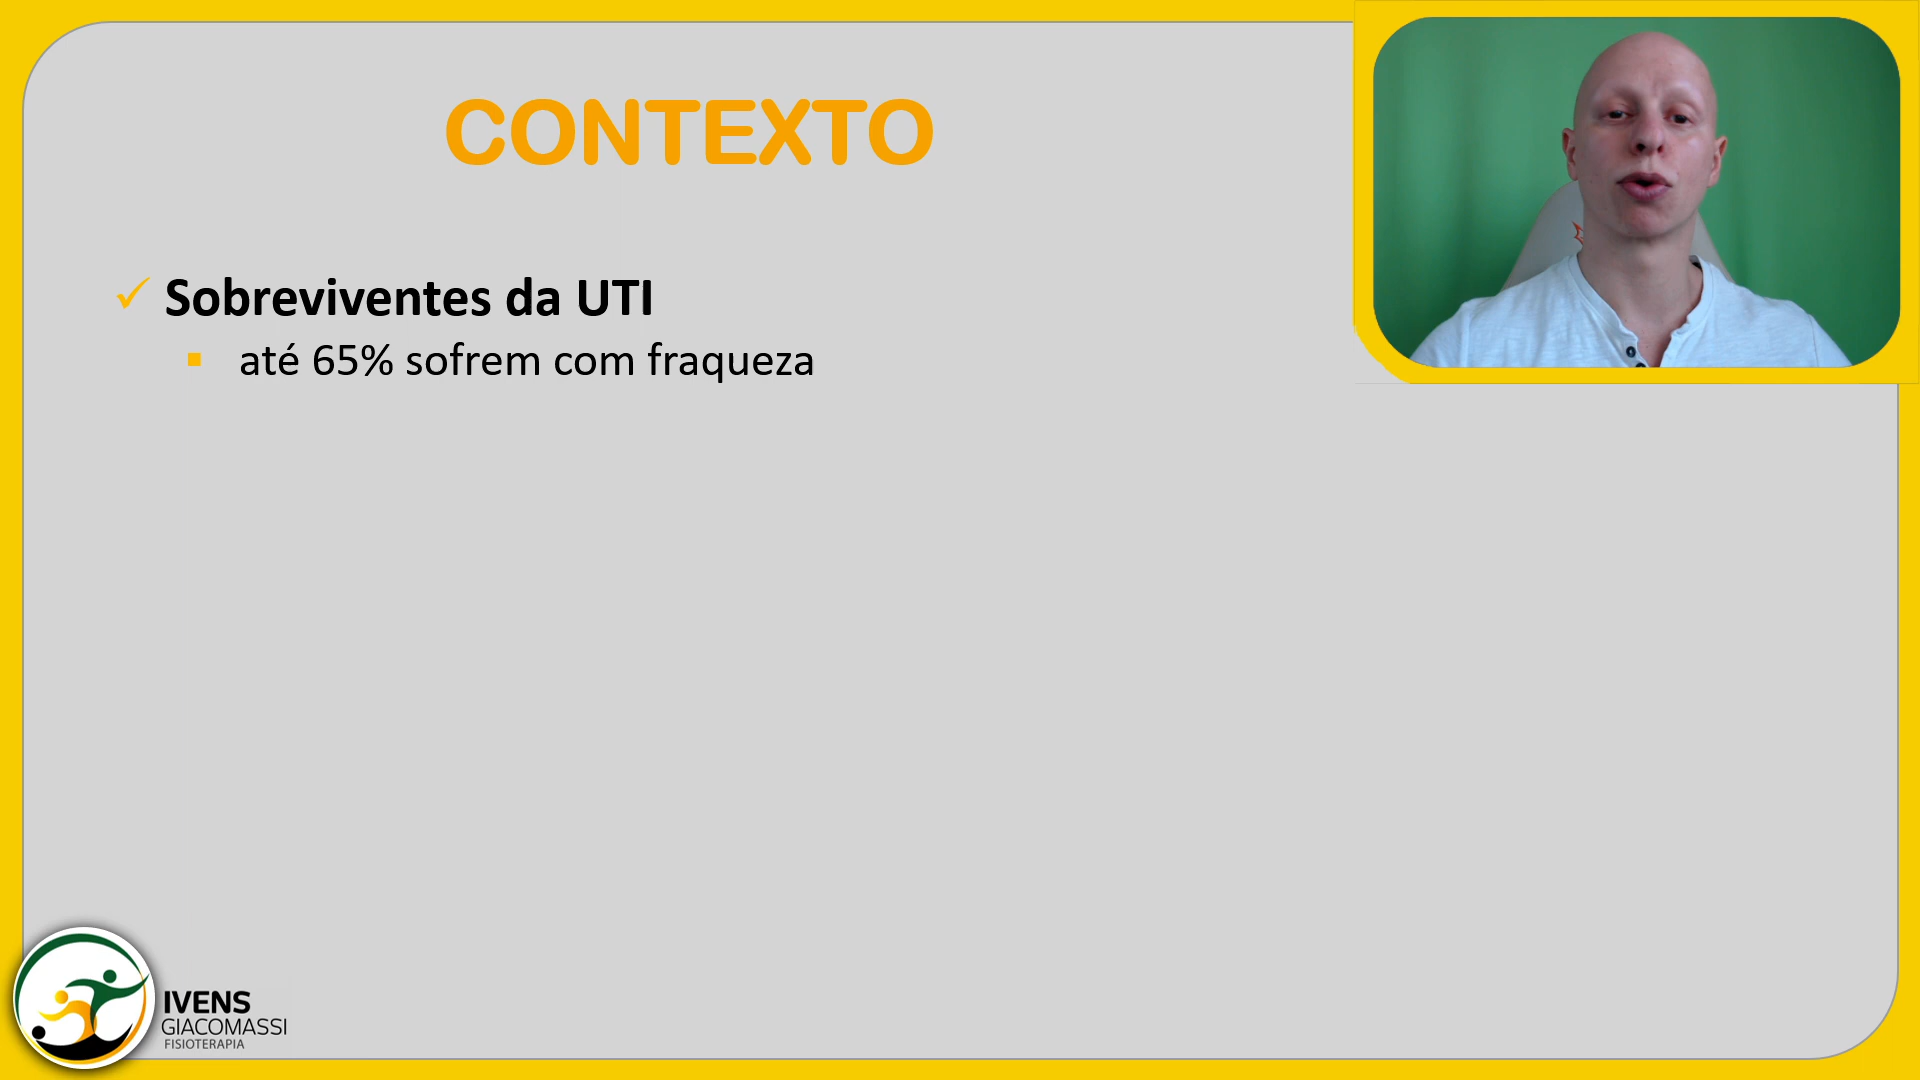 CONTEXTO
Sobreviventes da UTI
até 65% sofrem com fraqueza
IVENS
GIACOMASSI
FISIOTERAPIA